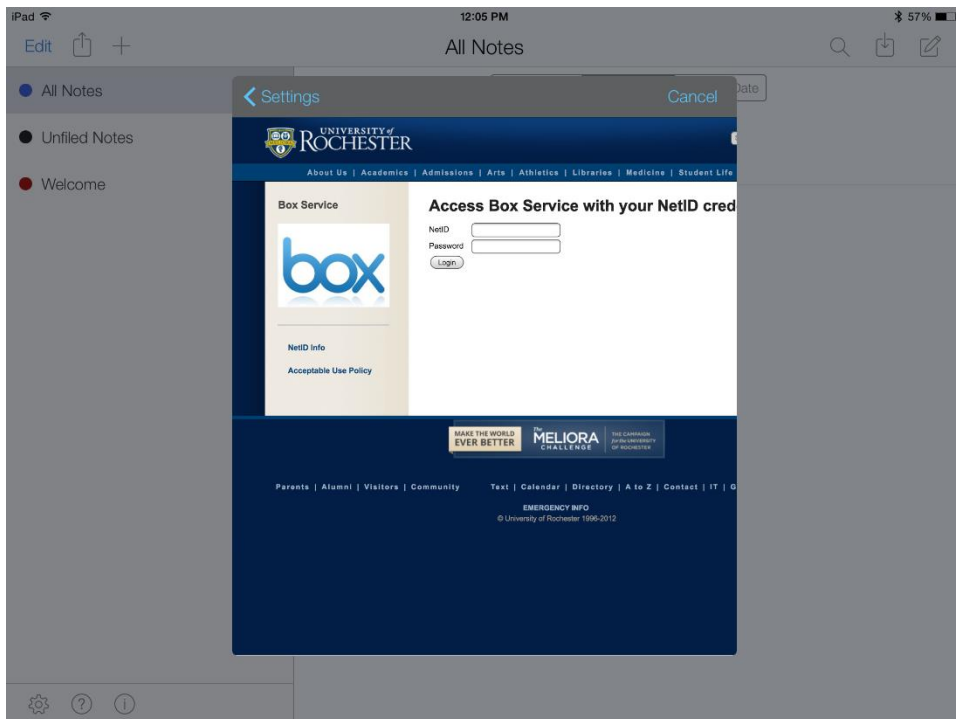 iPad 12:05 PM 57%
Edit All Notes
All Notes
Unfiled Notes
Welcome
Date
Settings Cancel
UNIVERSITY of
ROCHESTER
About Us | Academics | Admissions | Arts | Athletics | Libraries | Medicine | Student Life
Box Service
Access Box Service with your NetID cred
NetID
Password
Login
box
NetID Info
Acceptable Use Policy
MAKE THE WORLD
EVER BETTER
The
MELIORA
CHALLENGE
THE CAMPAIGN
for the UNIVERSITY
OF ROCHESTER
Parents | Alumni | Visitors | Community Text | Calendar | Directory | A to Z | Contact | IT | G
EMERGENCY INFO
© University of Rochester 1996-2012